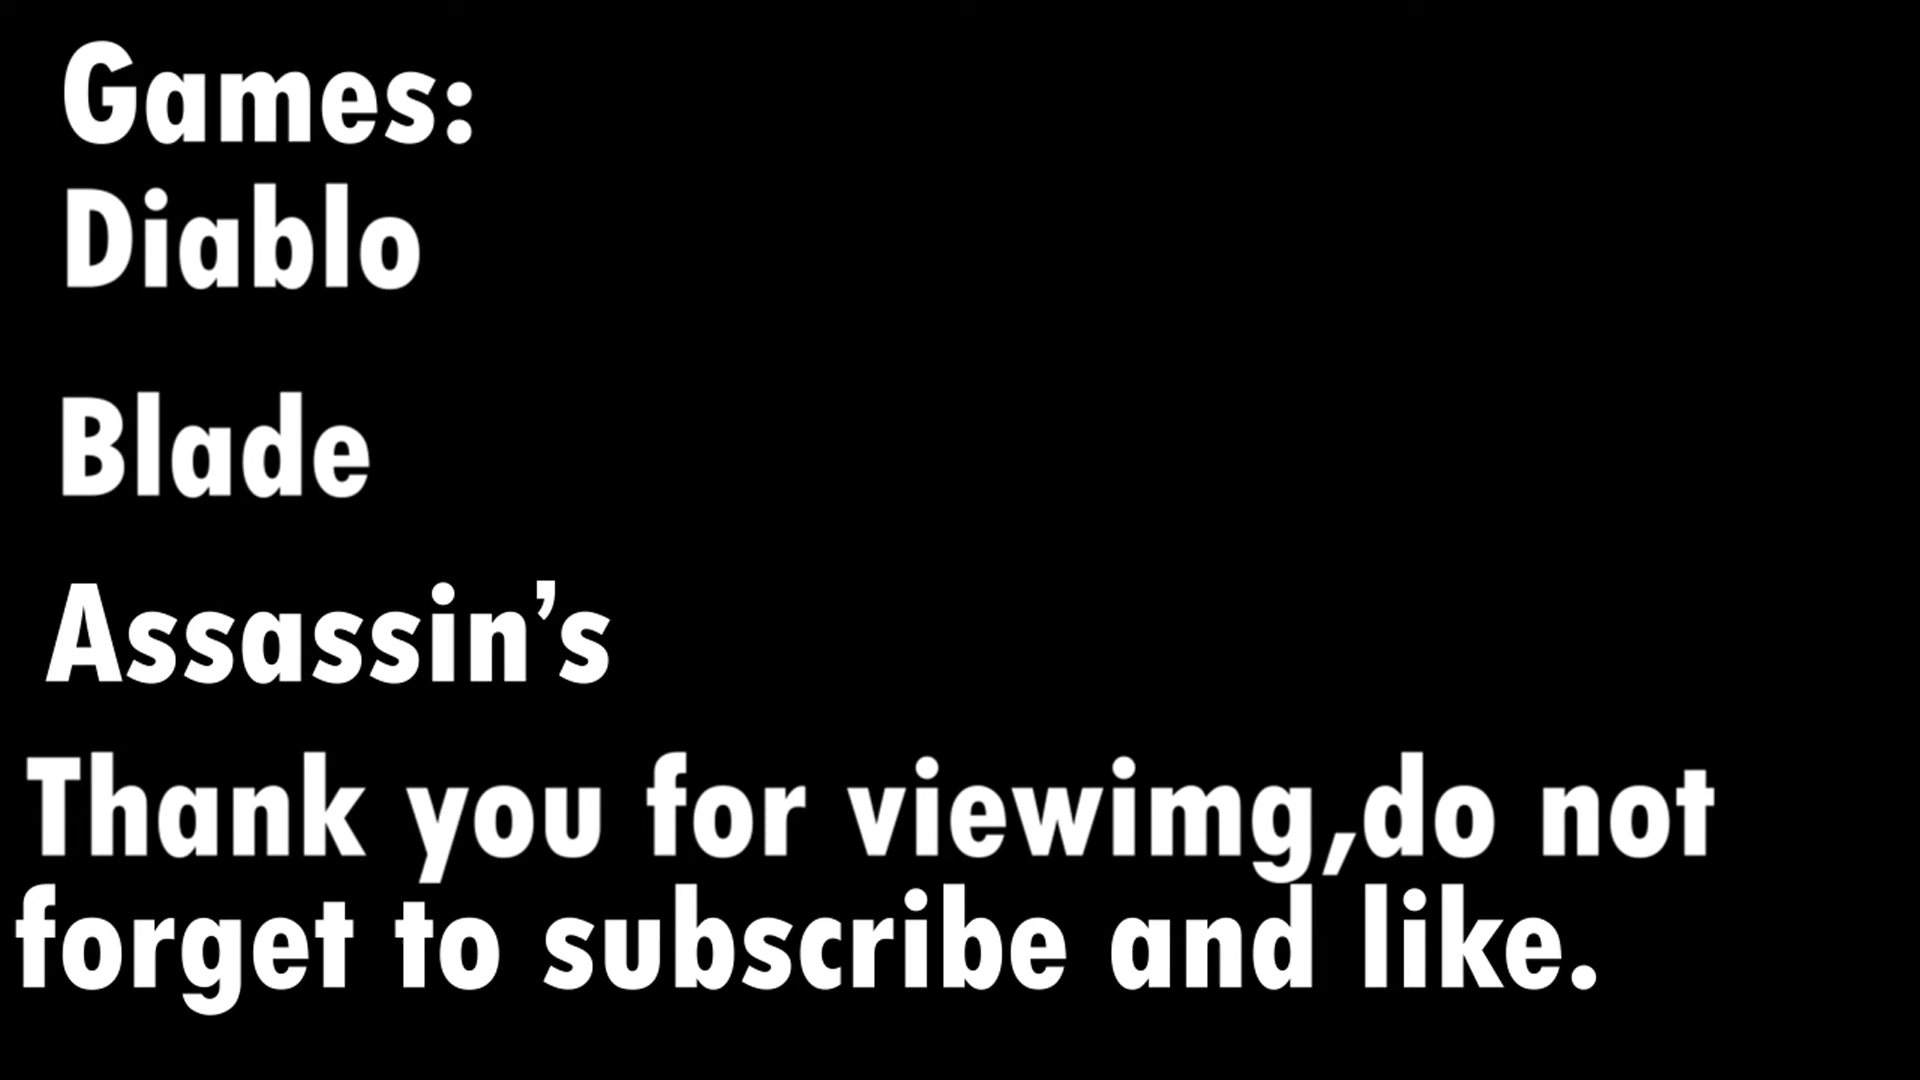 Games:
Diablo
Blade
Assassin’s
Thank you for viewimg,do not
forget to subscribe and like.